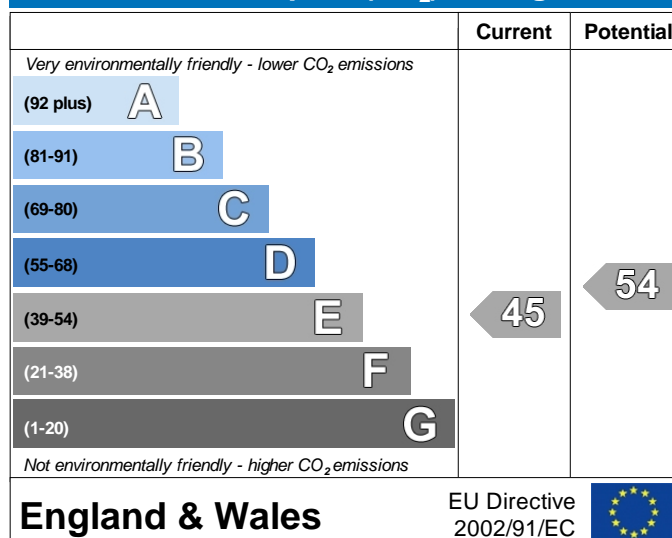 Current Potential
Very environmentally friendly - lower CO₂ emissions
(92 plus) A
(81-91) B
(69-80) C
(55-68) D
(39-54) E 45 54
(21-38) F
(1-20) G
Not environmentally friendly - higher CO₂ emissions
England & Wales
EU Directive
2002/91/EC